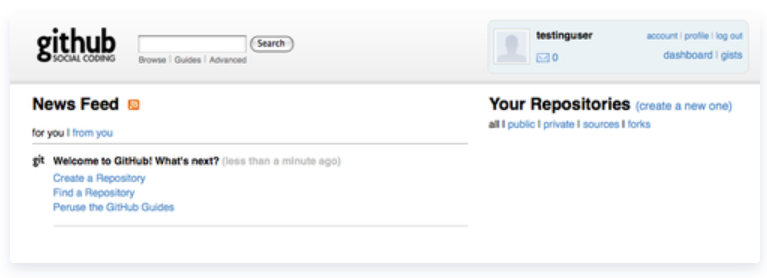 github
SOCIAL CODING
Search
Browse | Guides | Advanced
testinguser
0
account | profile | log out
dashboard | gists
News Feed
for you | from you
git Welcome to GitHub! What's next? (less than a minute ago)
Create a Repository
Find a Repository
Peruse the GitHub Guides
Your Repositories (create a new one)
all | public | private | sources | forks